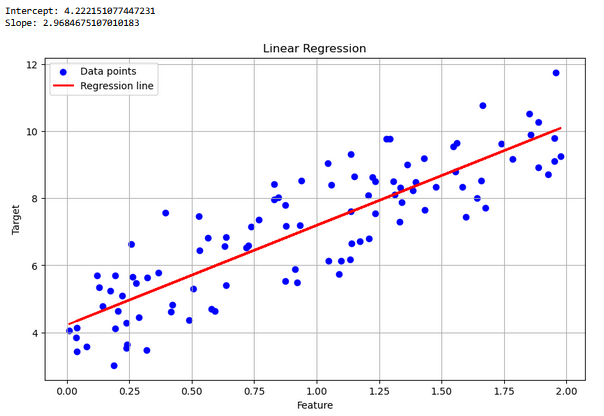 Intercept: 4.222151077447231
Slope: 2.9684675107010183
Linear Regression
Data points
Regression line
12
10
8
6
4
Target
0.00 0.25 0.50 0.75 1.00 1.25 1.50 1.75 2.00
Feature